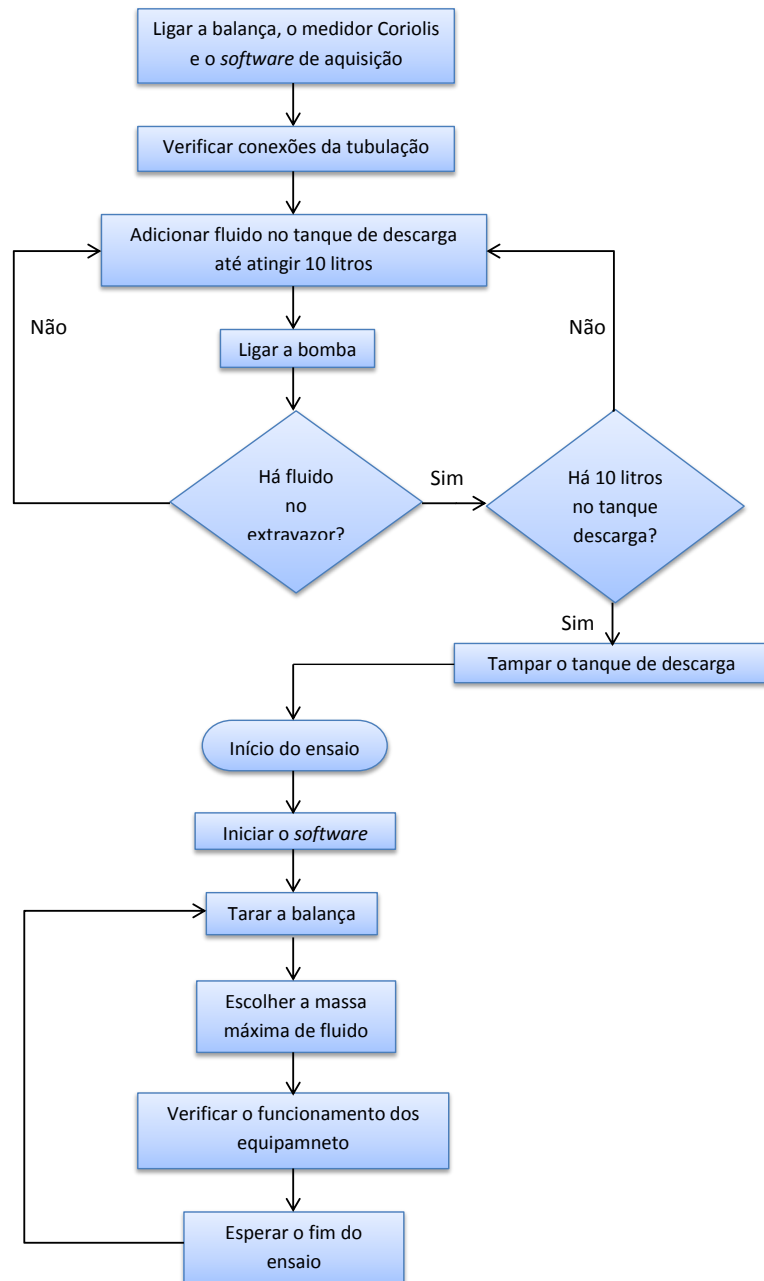 Ligar a balança, o medidor Coriolis
e o software de aquisição
Verificar conexões da tubulação
Adicionar fluido no tanque de descarga
até atingir 10 litros
Não
Não
Ligar a bomba
Há fluido
no
extravazor?
Sim
Há 10 litros
no tanque
descarga?
Sim
Tampar o tanque de descarga
Início do ensaio
Iniciar o software
Tarar a balança
Escolher a massa
máxima de fluido
Verificar o funcionamento dos
equipamneto
Esperar o fim do
ensaio